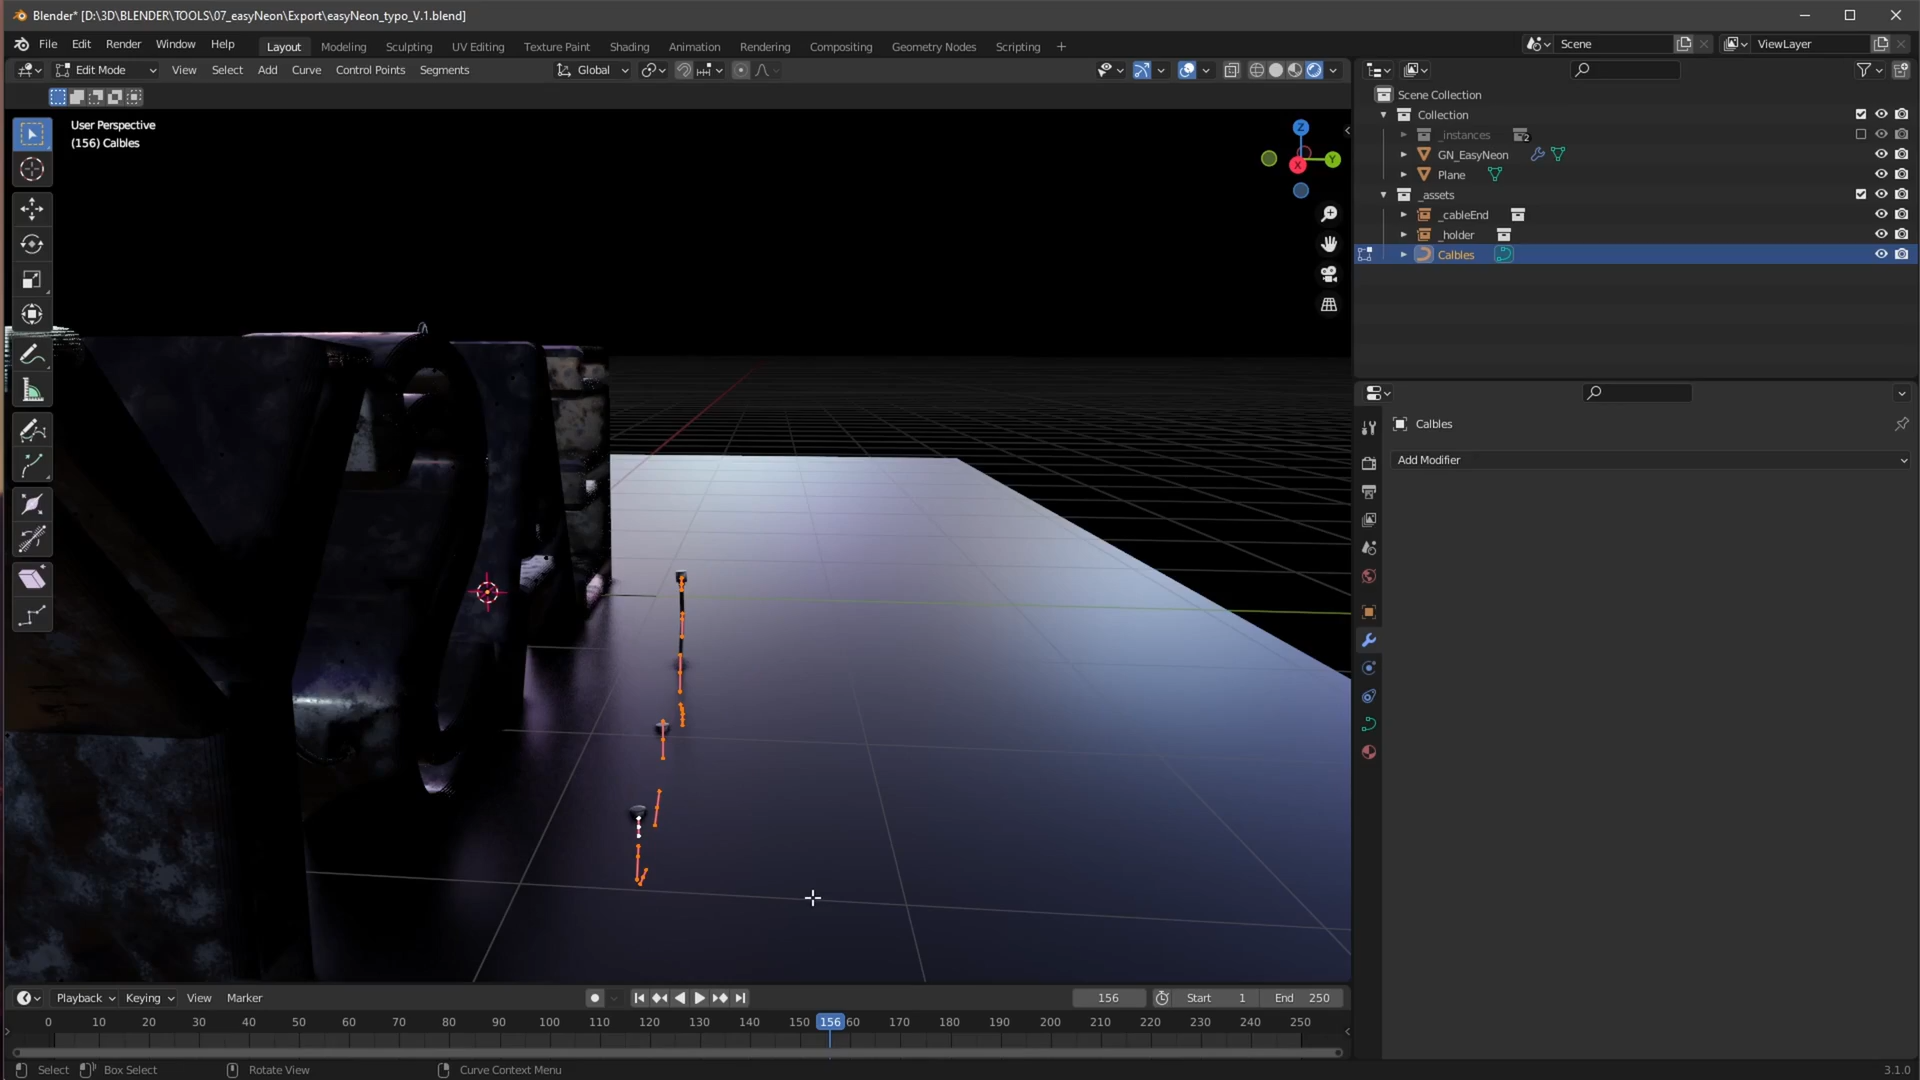 Blender* [D:\3D\BLENDER\TOOLS\07_easyNeon\Export\easyNeon_typo_V.1.blend]
File Edit Render Window Help Layout Modeling Sculpting UV Editing Texture Paint Shading Animation Rendering Compositing Geometry Nodes Scripting + Scene ViewLayer
Edit Mode View Select Add Curve Control Points Segments Global
User Perspective
(156) Calbles
Z
Y
X
Scene Collection
Collection
_instances 2
GN_EasyNeon
Plane
_assets
_cableEnd
_holder
Calbles
Calbles
Add Modifier
Playback Keying View Marker 156 Start 1 End 250
0 10 20 30 40 50 60 70 80 90 100 110 120 130 140 150 156 60 170 180 190 200 210 220 230 240 250
Select Box Select Rotate View Curve Context Menu 3.1.0